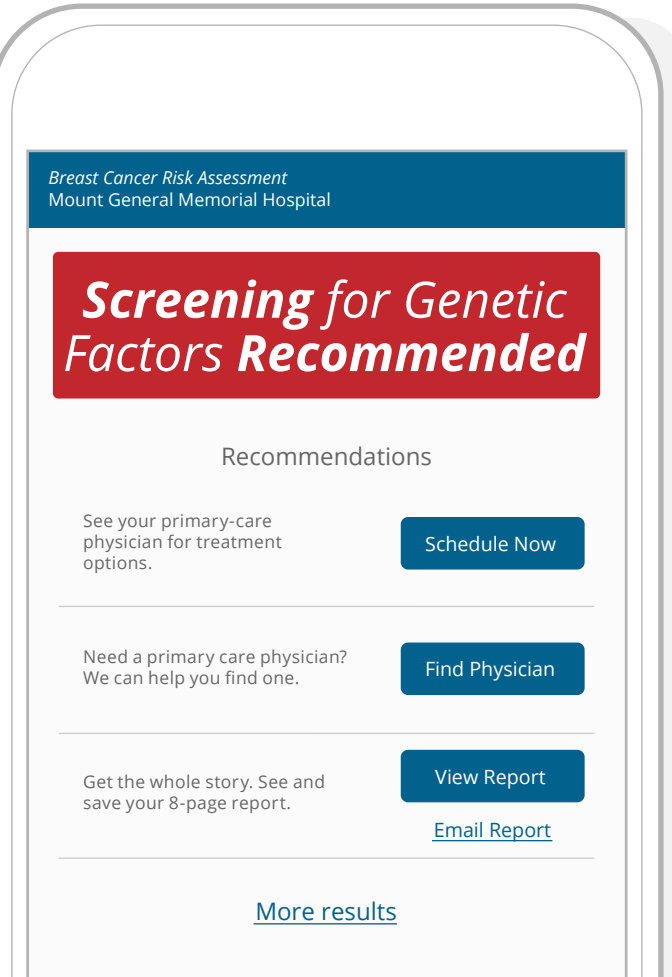 Breast Cancer Risk Assessment
Mount General Memorial Hospital
Screening for Genetic
Factors Recommended
Recommendations
See your primary-care
physician for treatment
options.
Schedule Now
Need a primary care physician?
We can help you find one.
Find Physician
Get the whole story. See and
save your 8-page report.
View Report
Email Report
More results